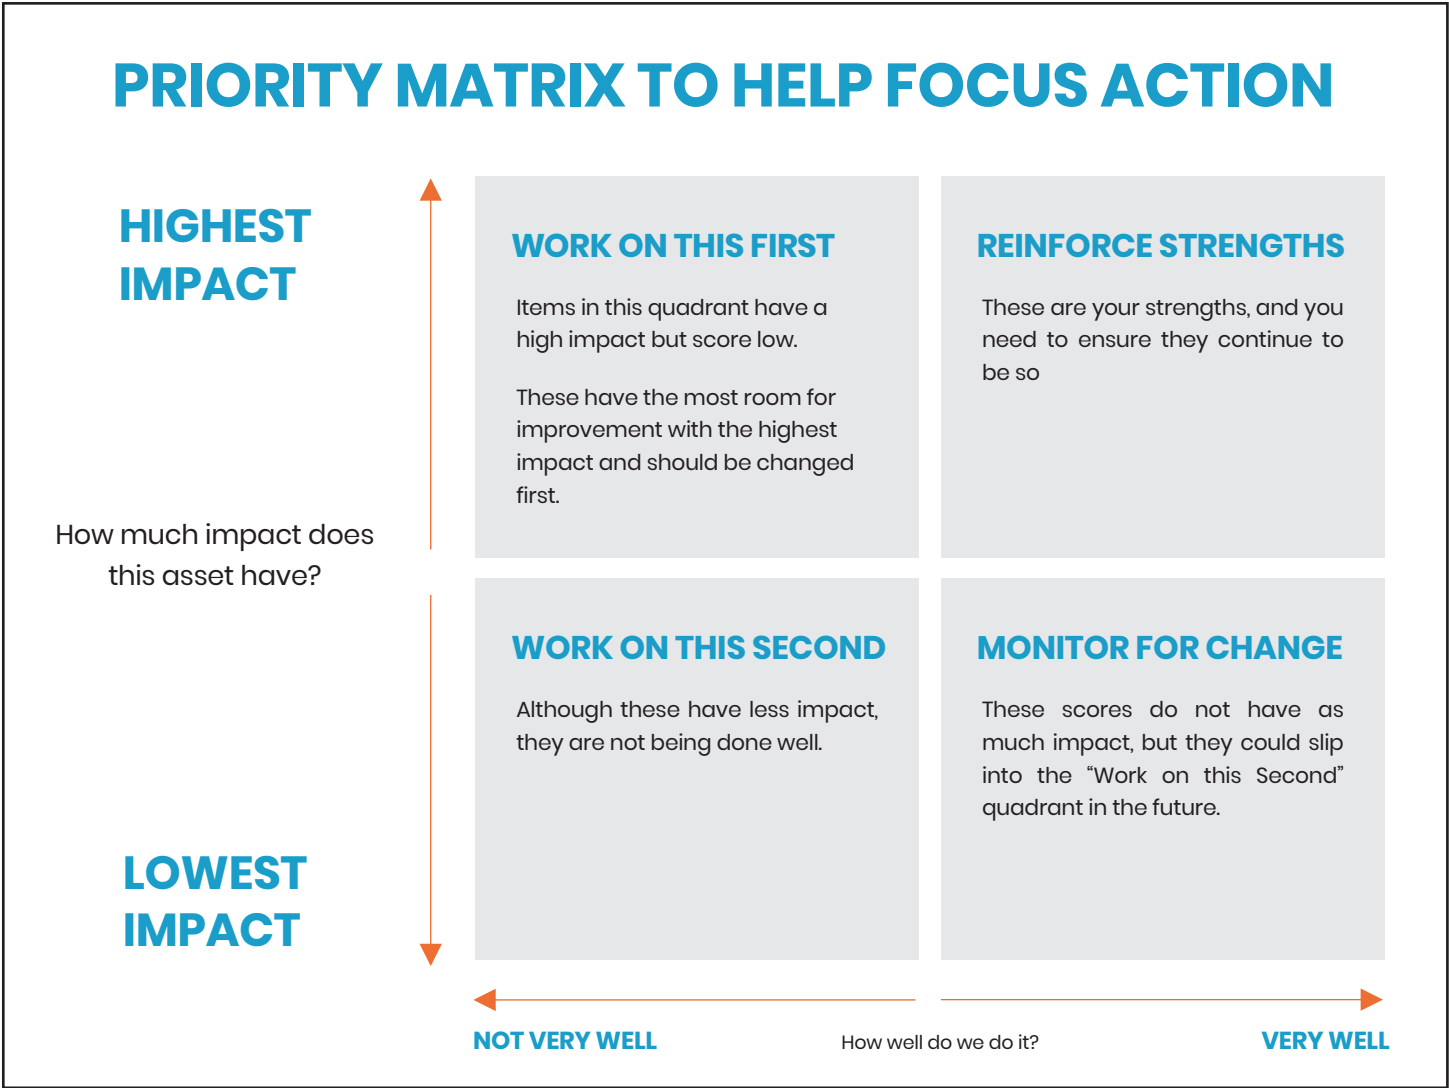 PRIORITY MATRIX TO HELP FOCUS ACTION
HIGHEST
IMPACT
How much impact does
this asset have?
LOWEST
IMPACT
WORK ON THIS FIRST
Items in this quadrant have a
high impact but score low.
These have the most room for
improvement with the highest
impact and should be changed
first.
REINFORCE STRENGTHS
These are your strengths, and you
need to ensure they continue to
be so
WORK ON THIS SECOND
Although these have less impact,
they are not being done well.
MONITOR FOR CHANGE
These scores do not have as
much impact, but they could slip
into the “Work on this Second”
quadrant in the future.
NOT VERY WELL
How well do we do it?
VERY WELL